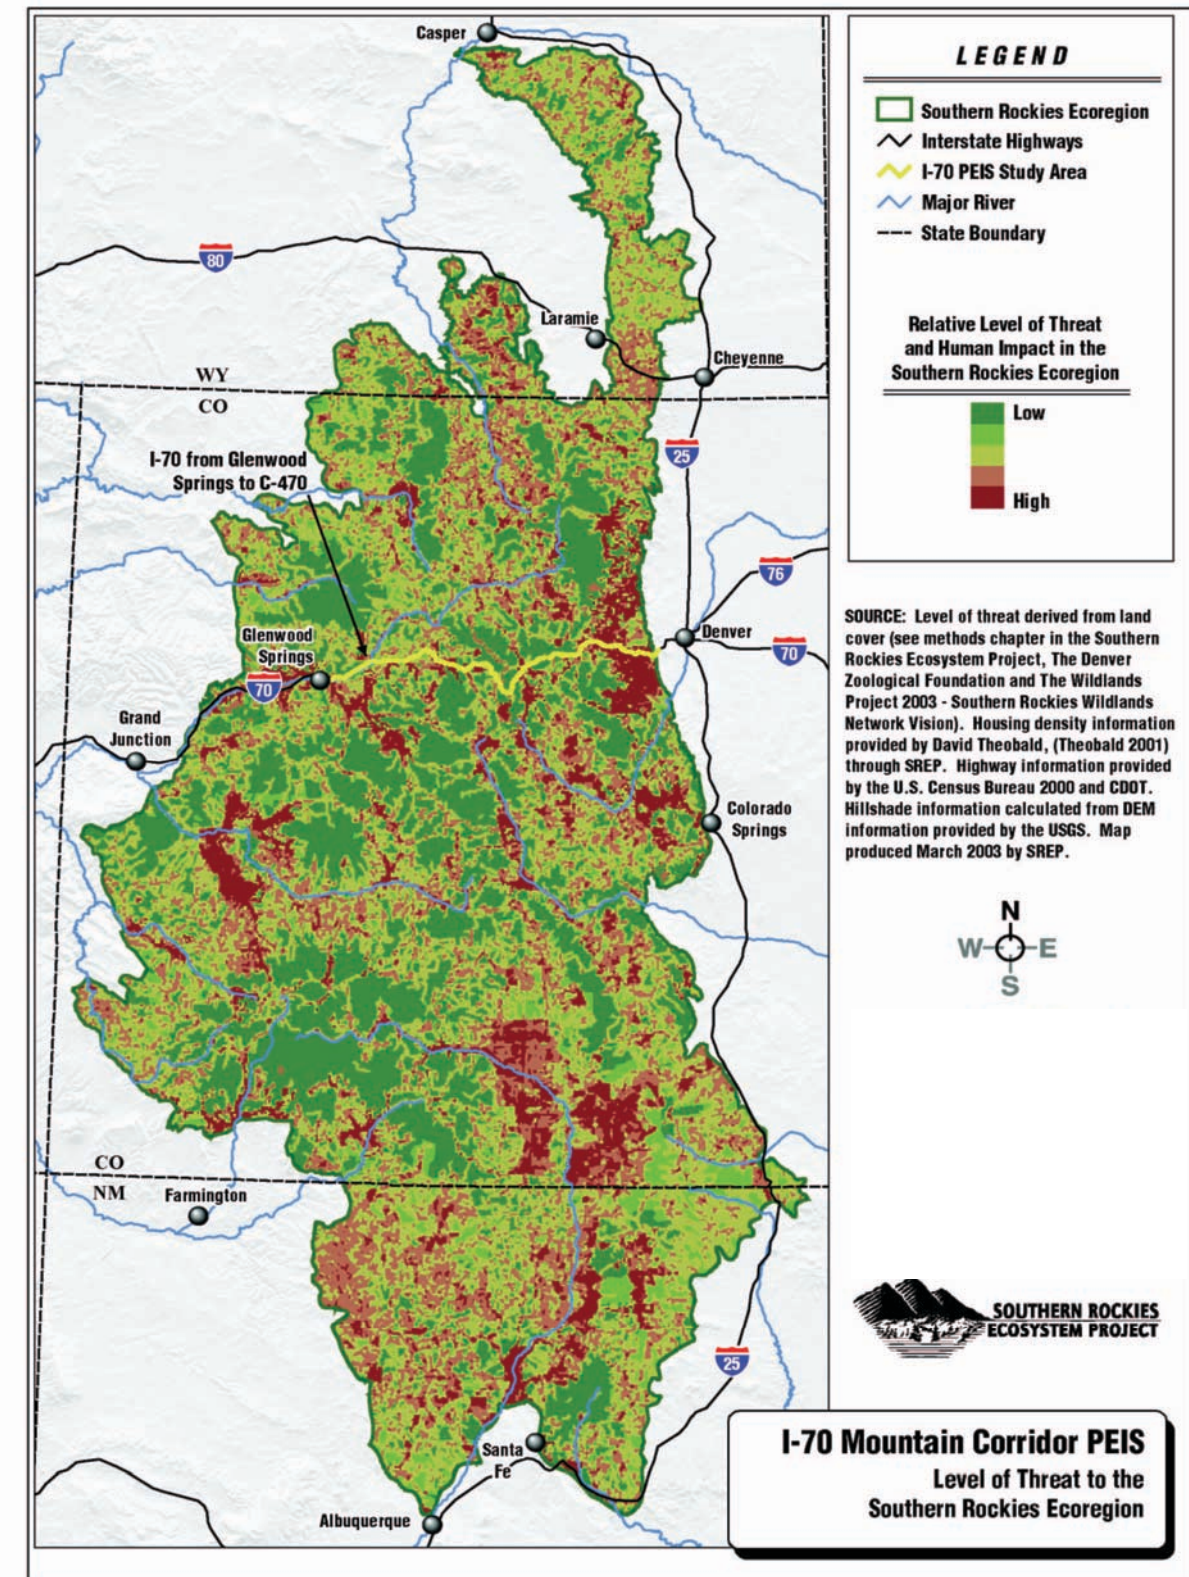 Casper
80
Laramie
Cheyenne
WY
CO
25
I-70 from Glenwood
Springs to C-470
76
Glenwood
Springs
Denver
70
70
Grand
Junction
Colorado
Springs
CO
NM
Farmington
25
Santa
Fe
Albuquerque
LEGEND
Southern Rockies Ecoregion
Interstate Highways
I-70 PEIS Study Area
Major River
State Boundary
Relative Level of Threat
and Human Impact in the
Southern Rockies Ecoregion
Low
High
SOURCE: Level of threat derived from land
cover (see methods chapter in the Southern
Rockies Ecosystem Project, The Denver
Zoological Foundation and The Wildlands
Project 2003 - Southern Rockies Wildlands
Network Vision). Housing density information
provided by David Theobald, (Theobald 2001)
through SREP. Highway information provided
by the U.S. Census Bureau 2000 and CDOT.
Hillshade information calculated from DEM
information provided by the USGS. Map
produced March 2003 by SREP.
N
W E
S
SOUTHERN ROCKIES
ECOSYSTEM PROJECT
I-70 Mountain Corridor PEIS
Level of Threat to the
Southern Rockies Ecoregion